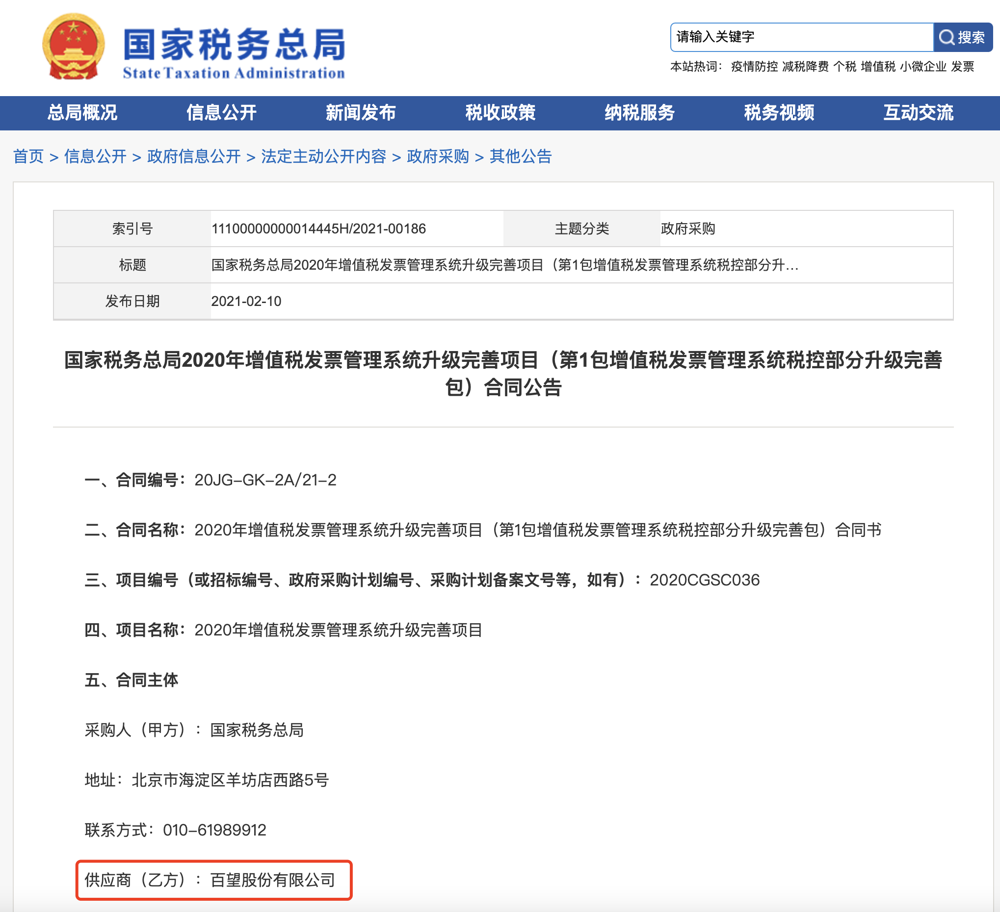 国家税务总局
State Taxation Administration
请输入关键字
搜索
本站热词： 疫情防控 减税降费 个税 增值税 小微企业 发票
总局概况 信息公开 新闻发布 税收政策 纳税服务 税务视频 互动交流
首页 > 信息公开 > 政府信息公开 > 法定主动公开内容 > 政府采购 > 其他公告
索引号 11100000000014445H/2021-00186 主题分类 政府采购
标题 国家税务总局2020年增值税发票管理系统升级完善项目（第1包增值税发票管理系统税控部分升...
发布日期 2021-02-10
国家税务总局2020年增值税发票管理系统升级完善项目（第1包增值税发票管理系统税控部分升级完善
包）合同公告
一、合同编号：20JG-GK-2A/21-2
二、合同名称：2020年增值税发票管理系统升级完善项目（第1包增值税发票管理系统税控部分升级完善包）合同书
三、项目编号（或招标编号、政府采购计划编号、采购计划备案文号等，如有）：2020CGSC036
四、项目名称：2020年增值税发票管理系统升级完善项目
五、合同主体
采购人（甲方）：国家税务总局
地址：北京市海淀区羊坊店西路5号
联系方式：010-61989912
供应商（乙方）：百望股份有限公司